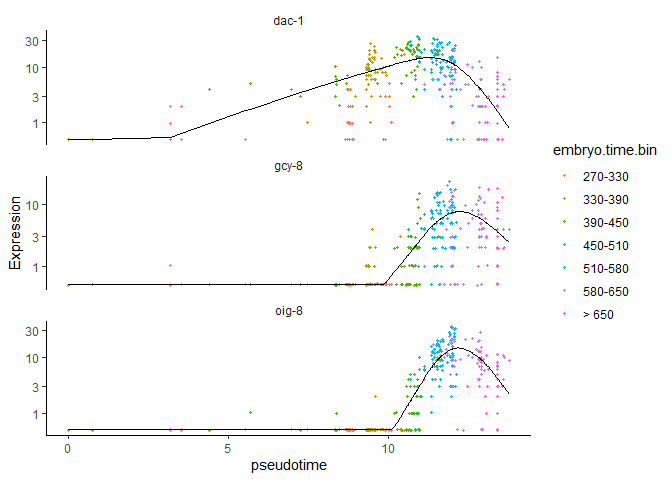 dac-1
30
10
3
1
gcy-8
10
3
1
oig-8
30
10
3
1
0 5 10
pseudotime
Expression
embryo.time.bin
270-330
330-390
390-450
450-510
510-580
580-650
> 650